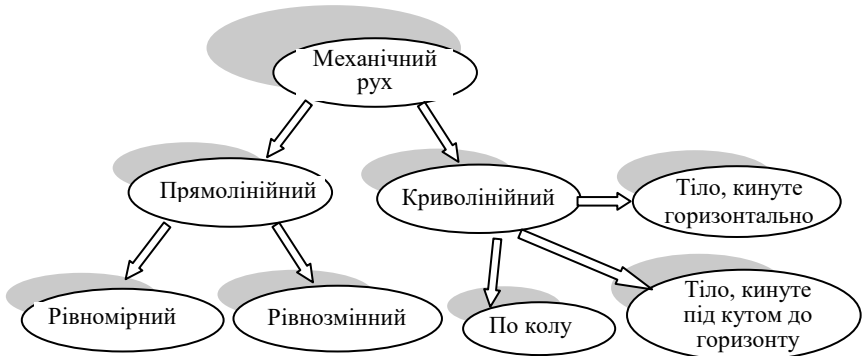 Механічний
рух
Прямолінійний
Криволінійний
Тіло, кинуте
горизонтально
Рівномірний
Рівнозмінний
По колу
Тіло, кинуте
під кутом до
горизонту